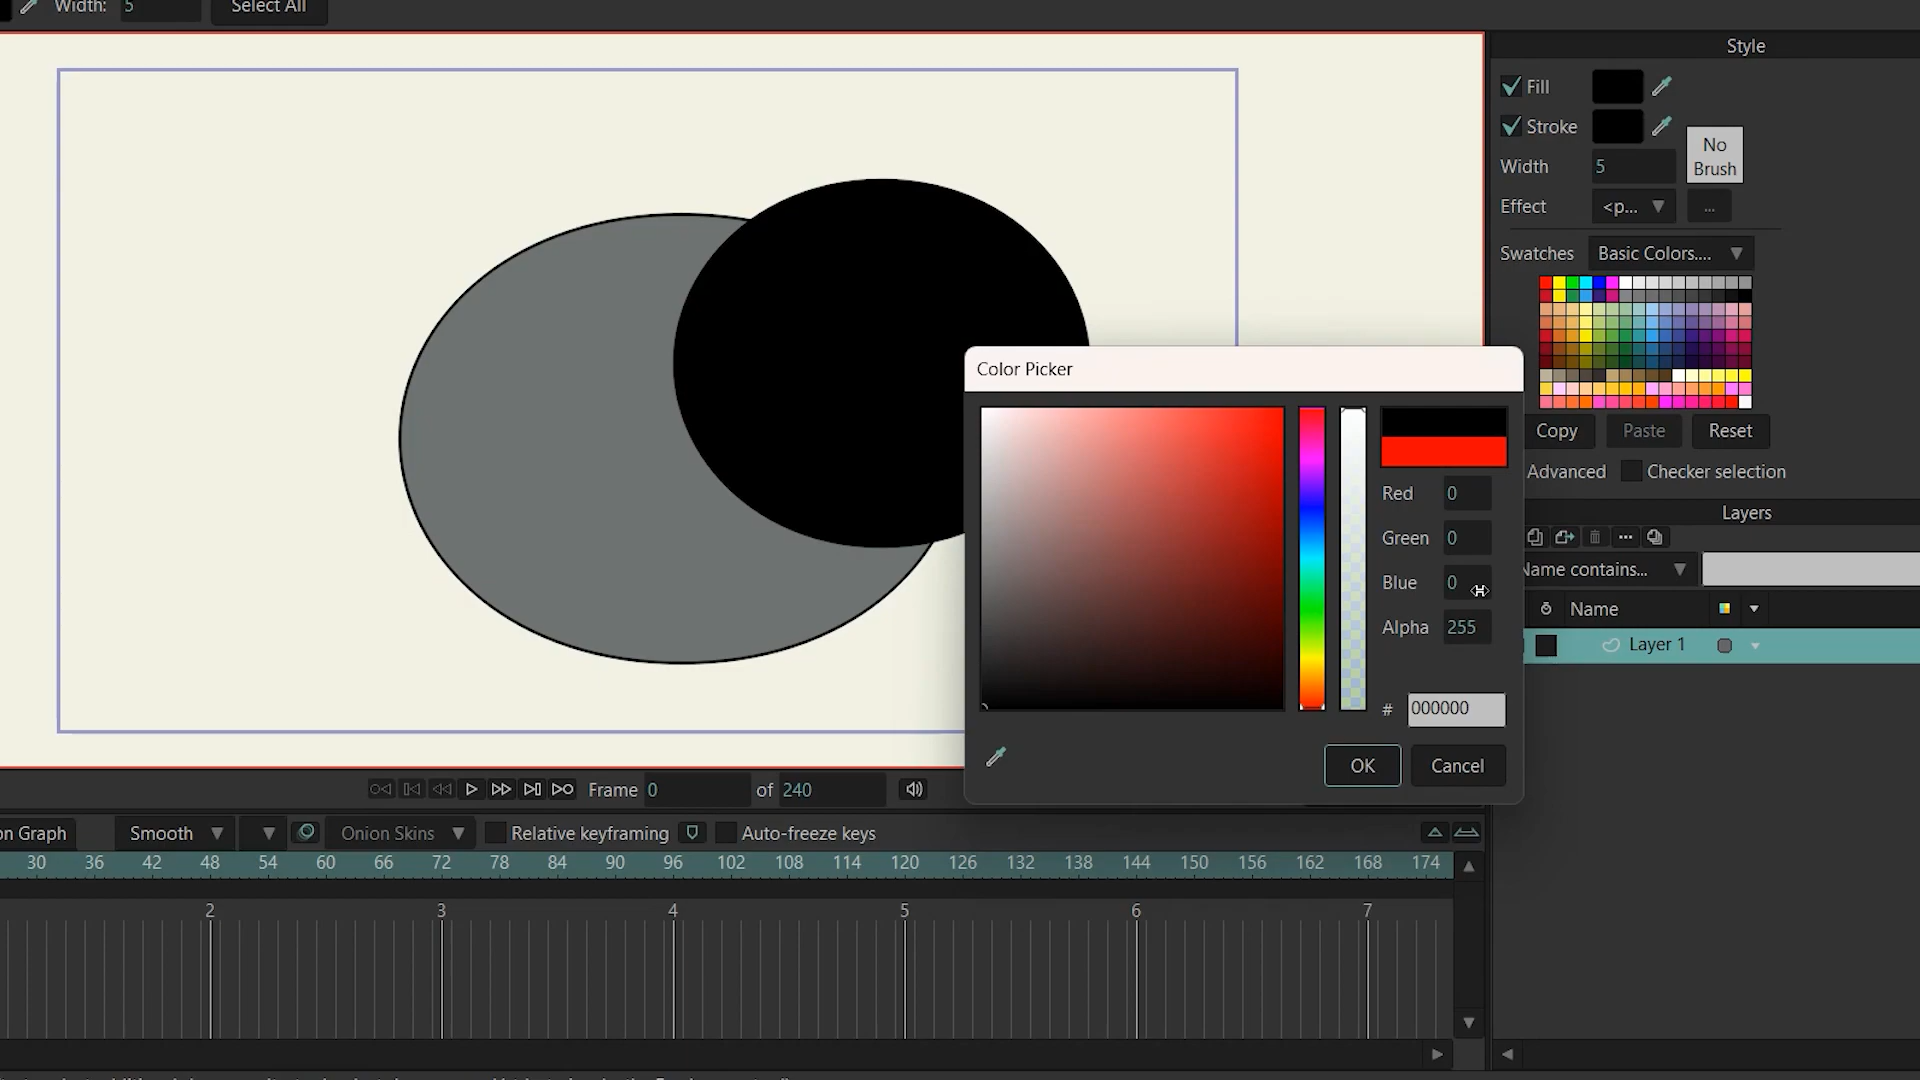 Width: 5 Select All
Style
Fill
Stroke
No
Brush
Width 5
Effect <p... ...
Swatches Basic Colors....
Copy Paste Reset
Advanced Checker selection
Layers
Name contains...
Name
Layer 1
Color Picker
Red 0
Green 0
Blue 0
Alpha 255
# 000000
OK Cancel
Frame 0 of 240
on Graph Smooth Onion Skins Relative keyframing Auto-freeze keys
30 36 42 48 54 60 66 72 78 84 90 96 102 108 114 120 126 132 138 144 150 156 162 168 174
2 3 4 5 6 7